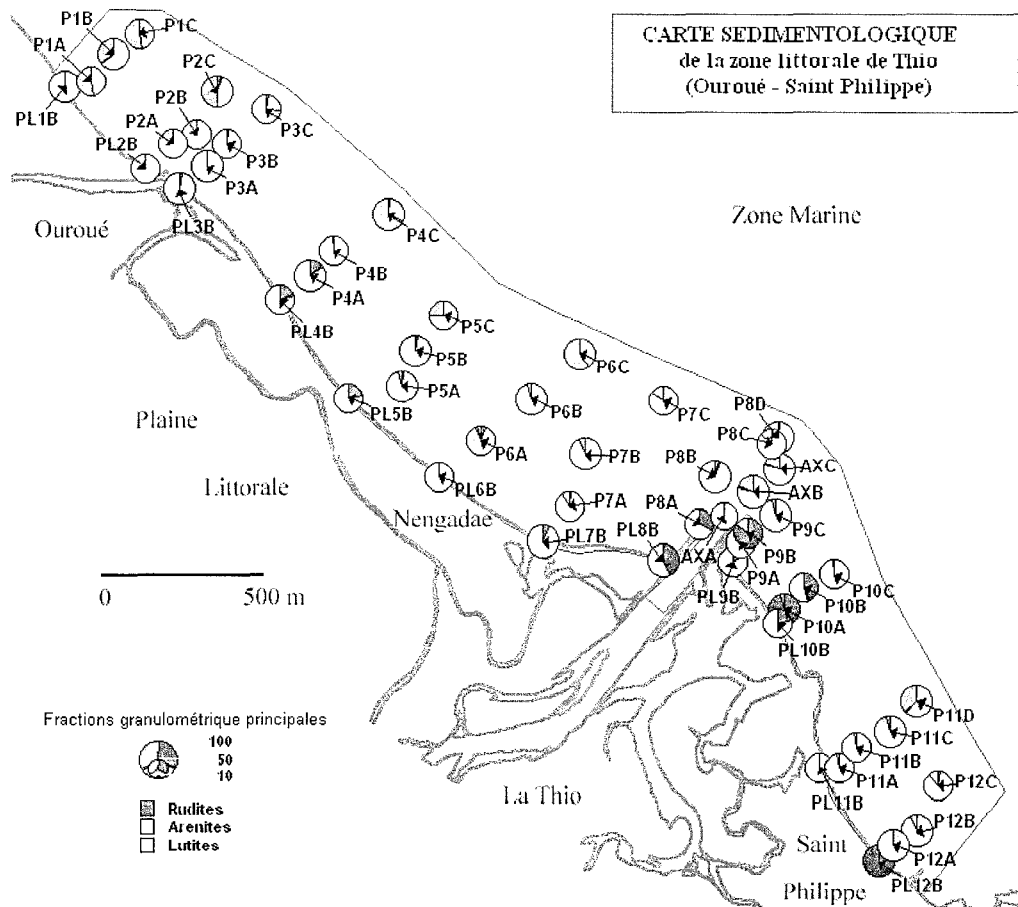 CARTE SEDIMENTOLOGIQUE
de la zone littorale de Thio
(Ouroué - Saint Philippe)
P1B
P1C
P1A
PL1B
P2C
P2B
P2A
PL2B
P3C
P3B
P3A
PL3B
Ouroué
Zone Marine
P4C
P4B
P4A
PL4B
P5C
P5B
P5A
PL5B
P6C
P6B
P6A
PL6B
P7C
P7B
P7A
PL7B
Plaine
Littorale
Nengadae
P8D
P8C
P8B
P8A
PL8B
AXC
AXB
AXA
P9C
P9B
P9A
PL9B
P10C
P10B
P10A
PL10B
0 500 m
P11D
P11C
P11B
P11A
PL11B
P12C
P12B
P12A
PL12B
La Thio
Saint
Philippe
Fractions granulométrique principales
100
50
10
Rudites
Arenites
Lutites